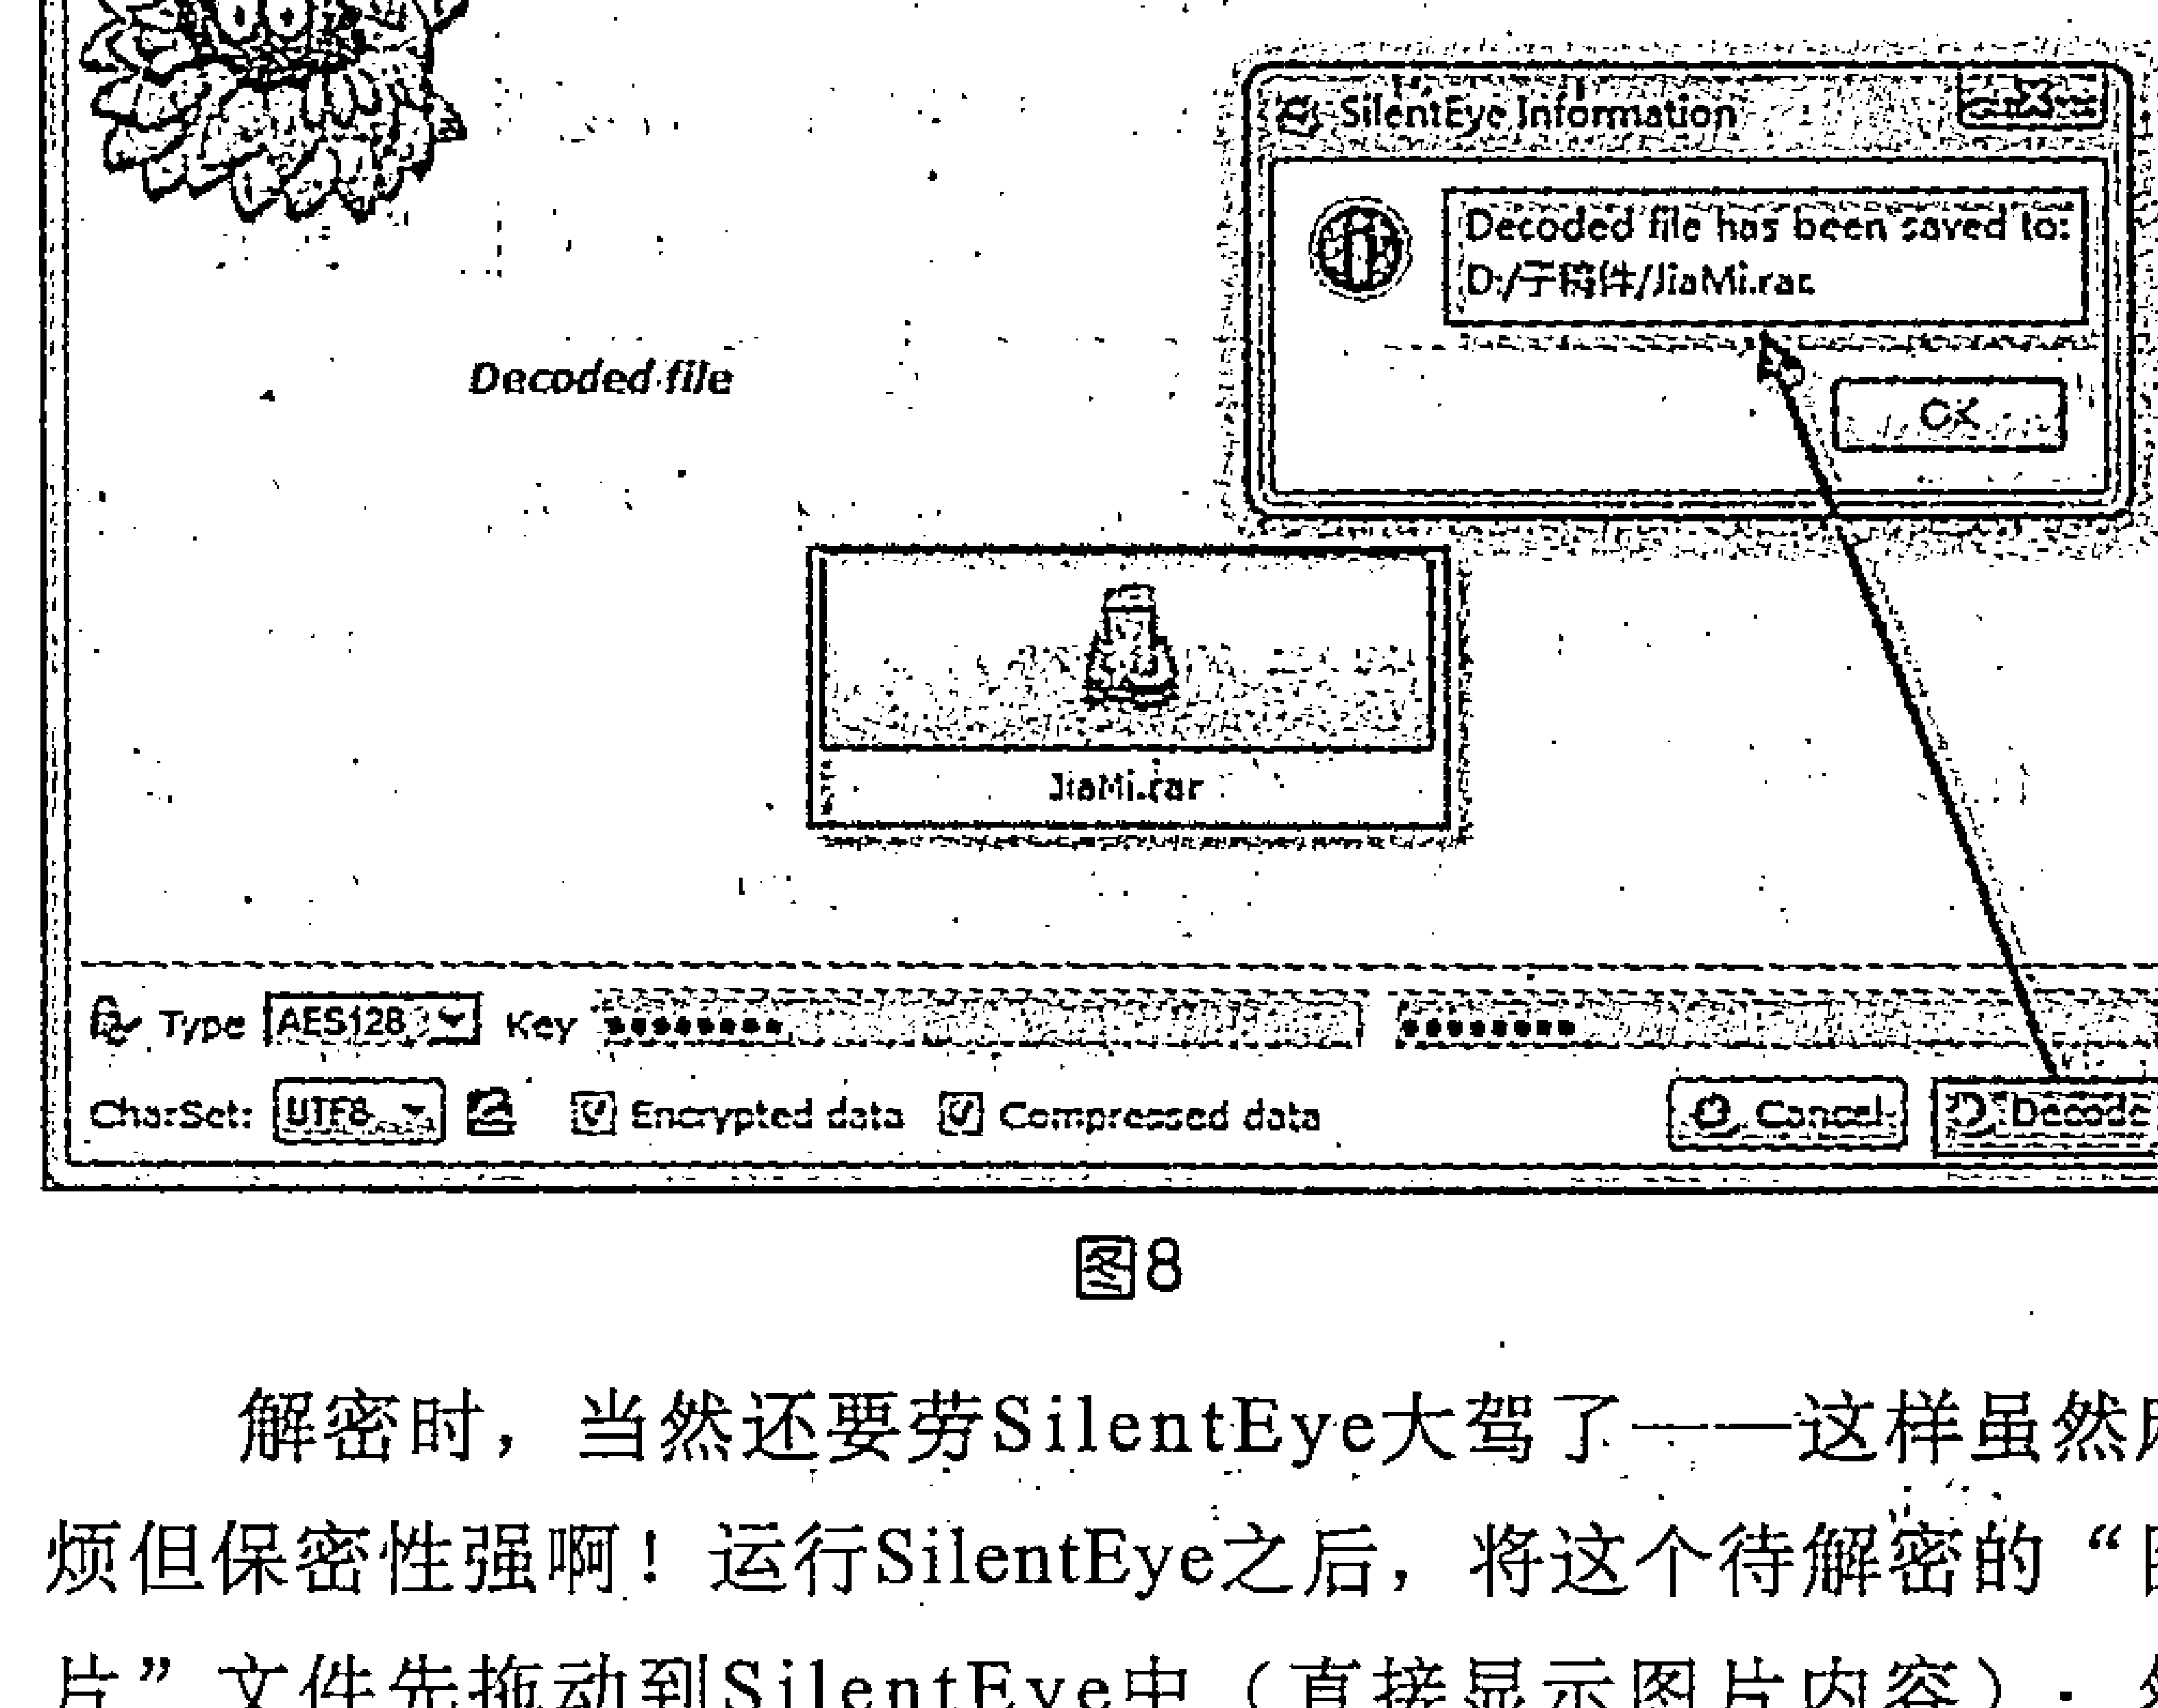 SilentEye Information
Decoded file has been saved to:
D:/子稿件/JiaMi.rar
OK
Decoded file
JiaMi.rar
Type AES128 Key
CharSet: UTF8 Encrypted data Compressed data Cancel Decode
图8
解密时，当然还要劳SilentEye大驾了——这样虽然
烦但保密性强啊！运行SilentEye之后，将这个待解密的“
片”文件先拖动到SilentEye中（直接显示图片内容）；